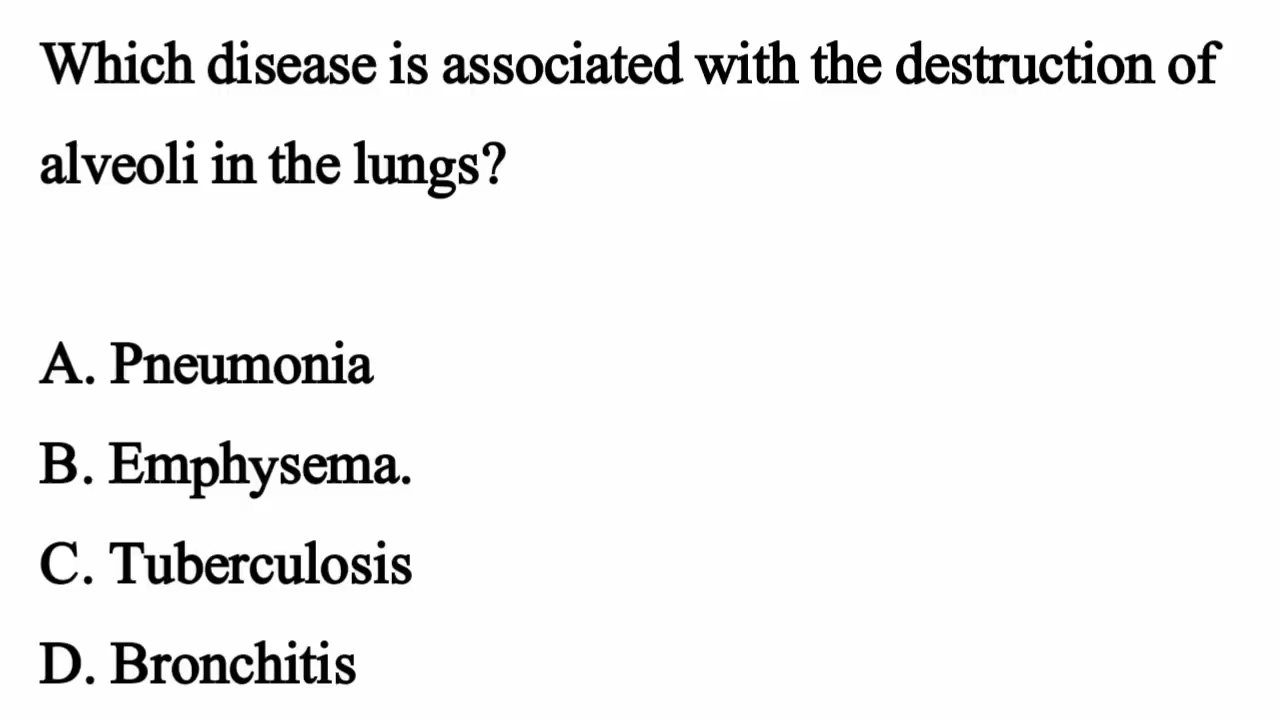 Which disease is associated with the destruction of
alveoli in the lungs?
A. Pneumonia
B. Emphysema.
C. Tuberculosis
D. Bronchitis